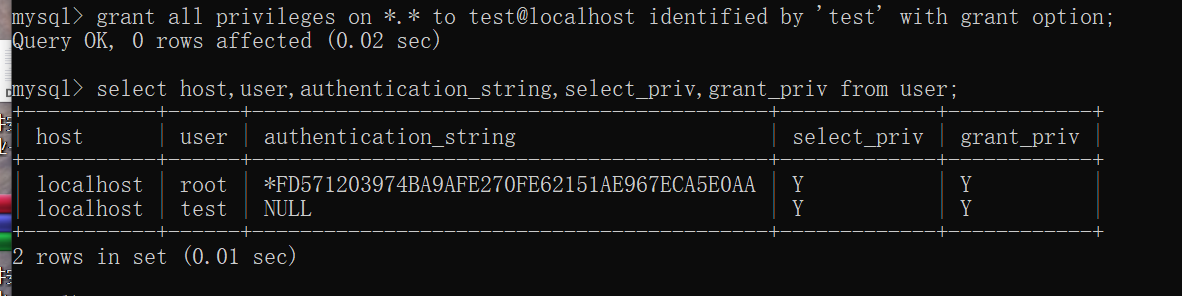 mysql> grant all privileges on *.* to test@localhost identified by 'test' with grant option;
Query OK, 0 rows affected (0.02 sec)
mysql> select host,user,authentication_string,select_priv,grant_priv from user;
+-----------+------+-------------------------------------------+-------------+------------+
| host | user | authentication_string | select_priv | grant_priv |
+-----------+------+-------------------------------------------+-------------+------------+
| localhost | root | *FD571203974BA9AFE270FE62151AE967ECA5E0AA | Y | Y |
| localhost | test | NULL | Y | Y |
+-----------+------+-------------------------------------------+-------------+------------+
2 rows in set (0.01 sec)